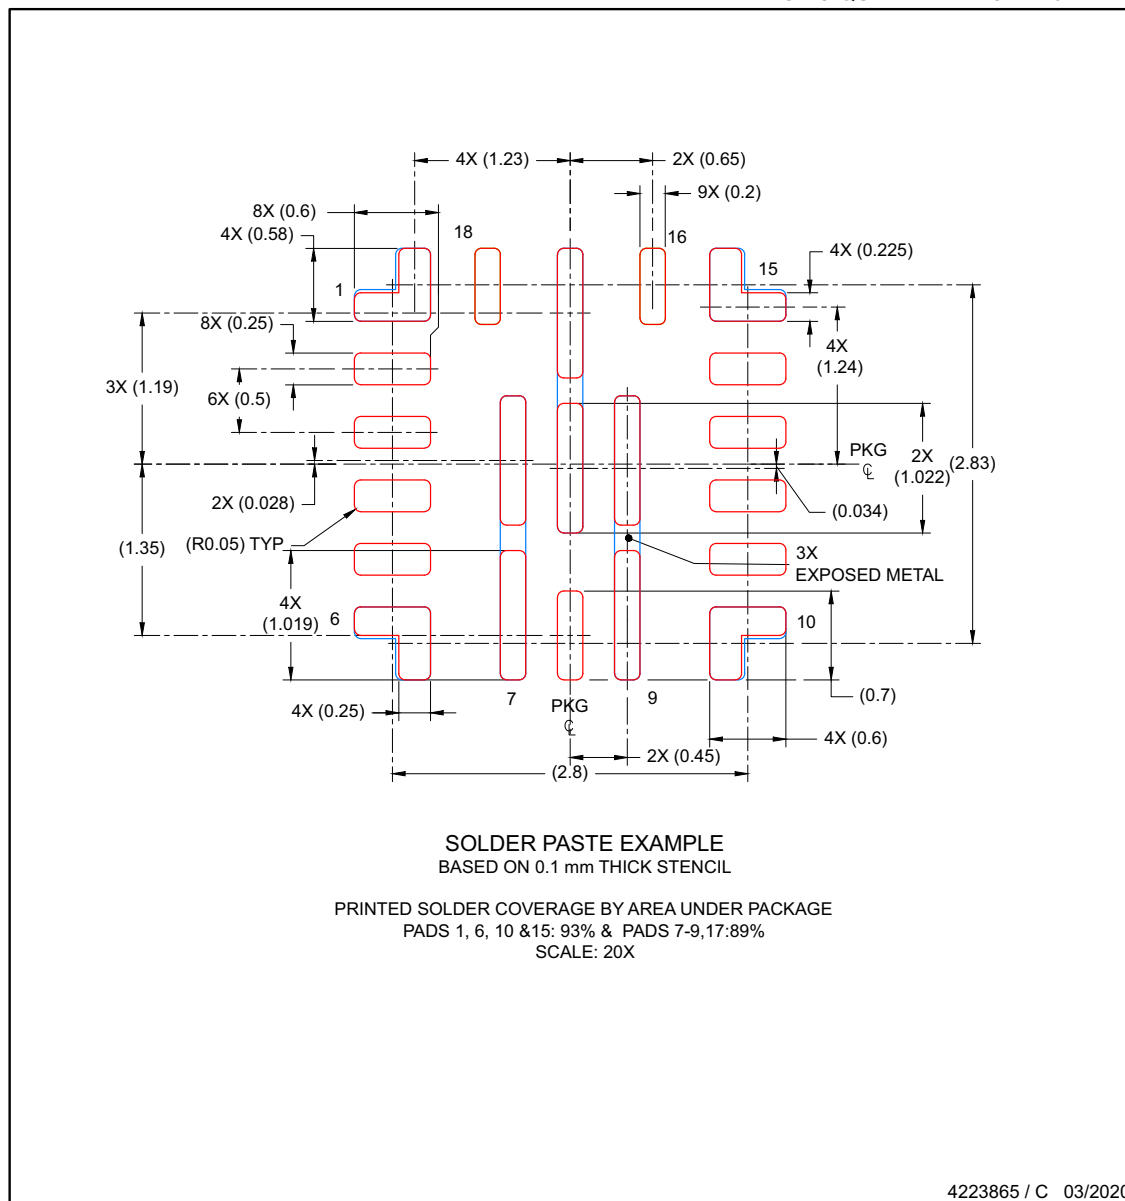 4X (1.23)
2X (0.65)
9X (0.2)
8X (0.6)
4X (0.58)
18
16
15
4X (0.225)
1
8X (0.25)
3X (1.19)
6X (0.5)
4X
(1.24)
PKG
℄
2X
(1.022)
(2.83)
2X (0.028)
(0.034)
(R0.05) TYP
(1.35)
3X
EXPOSED METAL
4X
(1.019)
6
10
(0.7)
4X (0.25)
7
PKG
℄
9
4X (0.6)
2X (0.45)
(2.8)
SOLDER PASTE EXAMPLE
BASED ON 0.1 mm THICK STENCIL
PRINTED SOLDER COVERAGE BY AREA UNDER PACKAGE
PADS 1, 6, 10 &15: 93% & PADS 7-9,17:89%
SCALE: 20X
4223865 / C 03/2020